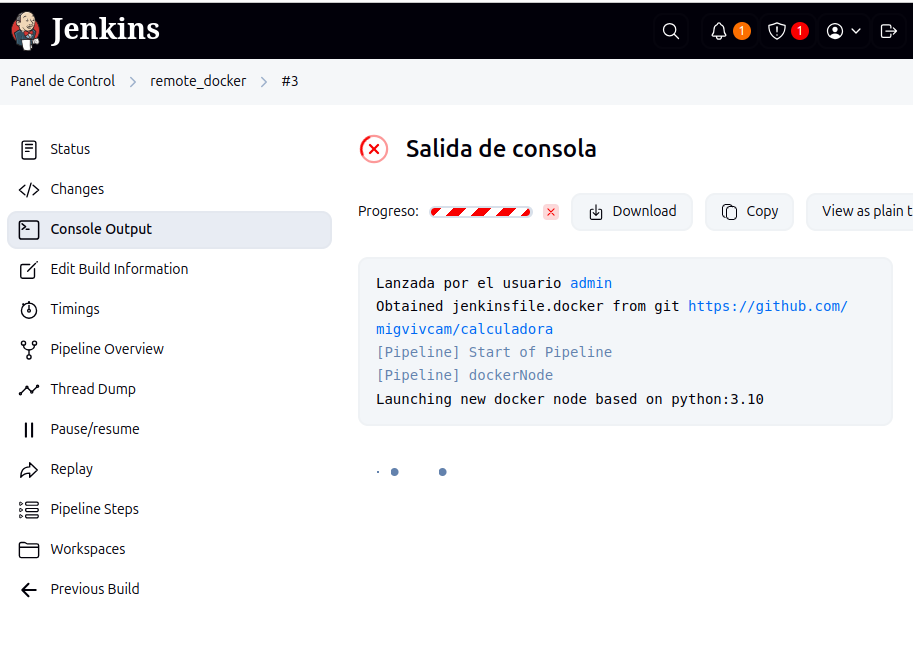 Jenkins
1
1
Panel de Control > remote_docker > #3
Status
Changes
Console Output
Edit Build Information
Timings
Pipeline Overview
Thread Dump
Pause/resume
Replay
Pipeline Steps
Workspaces
Previous Build
Salida de consola
Progreso:
Download
Copy
View as plain t
Lanzada por el usuario admin
Obtained jenkinsfile.docker from git https://github.com/
migvivcam/calculadora
[Pipeline] Start of Pipeline
[Pipeline] dockerNode
Launching new docker node based on python:3.10